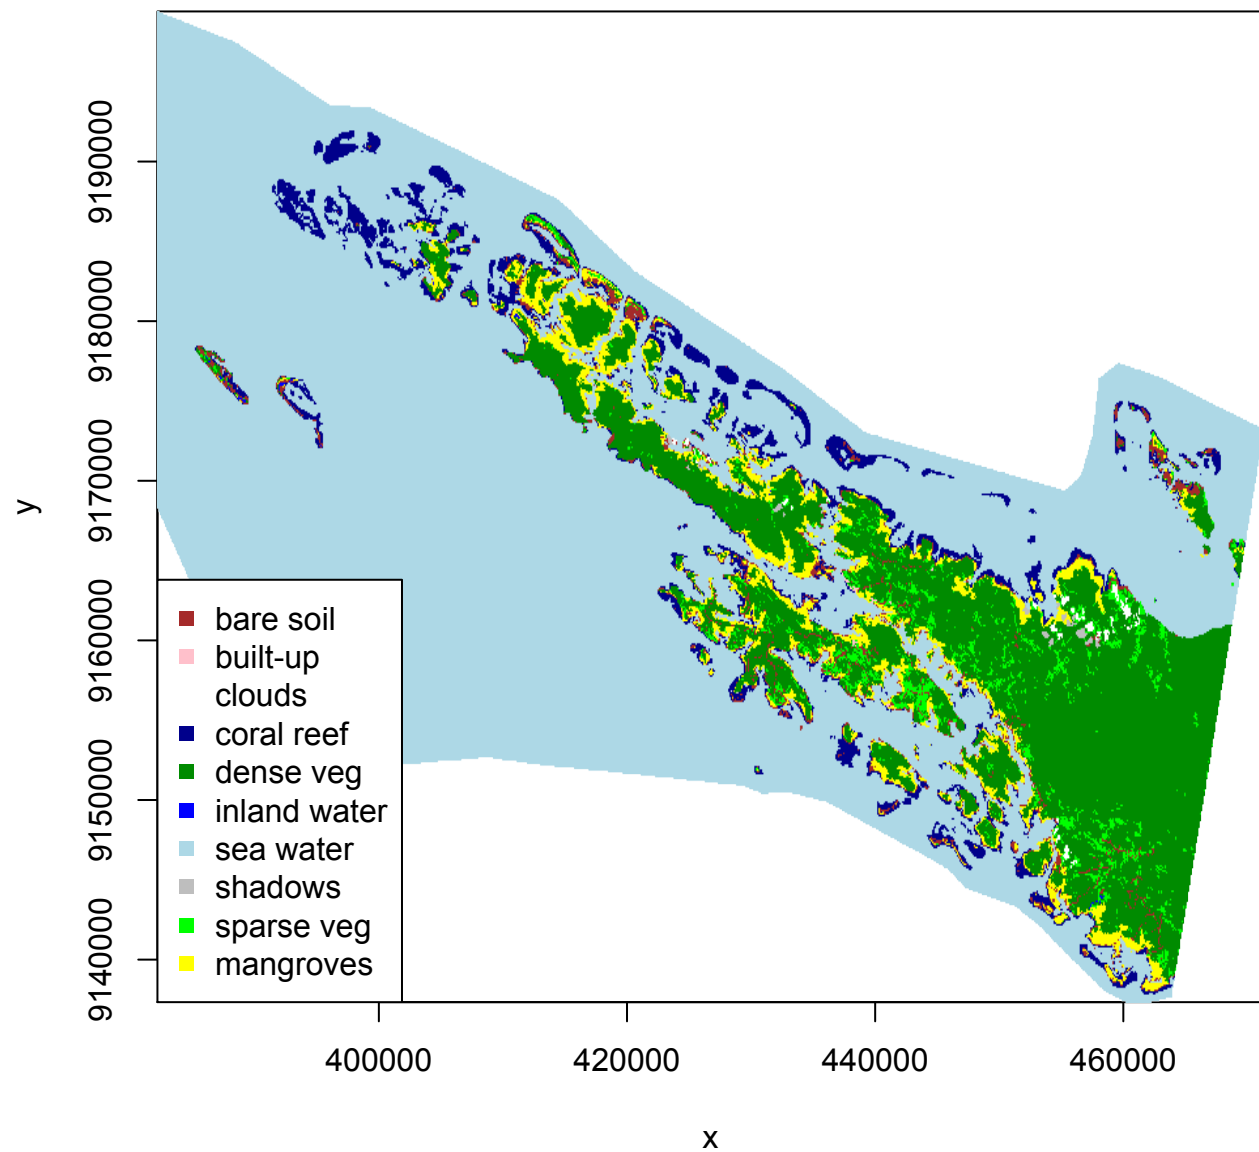 9190000
9180000
9170000
9160000
9150000
9140000
y
bare soil
built-up
clouds
coral reef
dense veg
inland water
sea water
shadows
sparse veg
mangroves
400000
420000
440000
460000
x